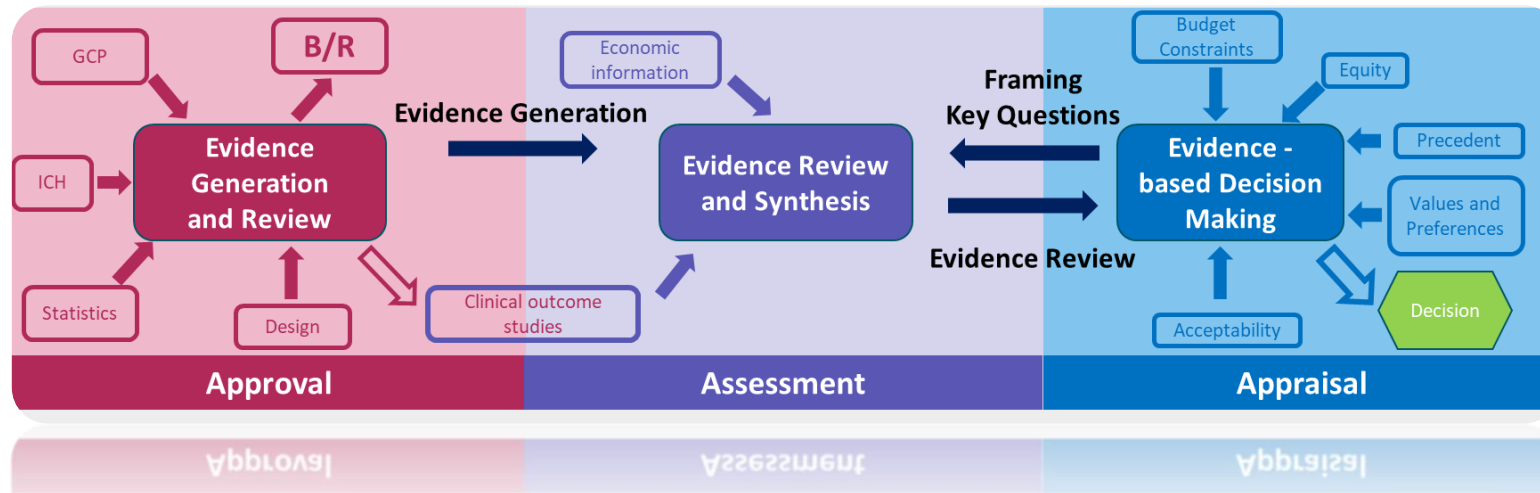 GCP
B/R
ICH
Evidence
Generation
and Review
Statistics
Design
Clinical outcome
studies
Approval
Evidence Generation
Economic
information
Evidence Review
and Synthesis
Assessment
Framing
Key Questions
Evidence Review
Budget
Constraints
Equity
Precedent
Values and
Preferences
Evidence -
based Decision
Making
Acceptability
Decision
Appraisal